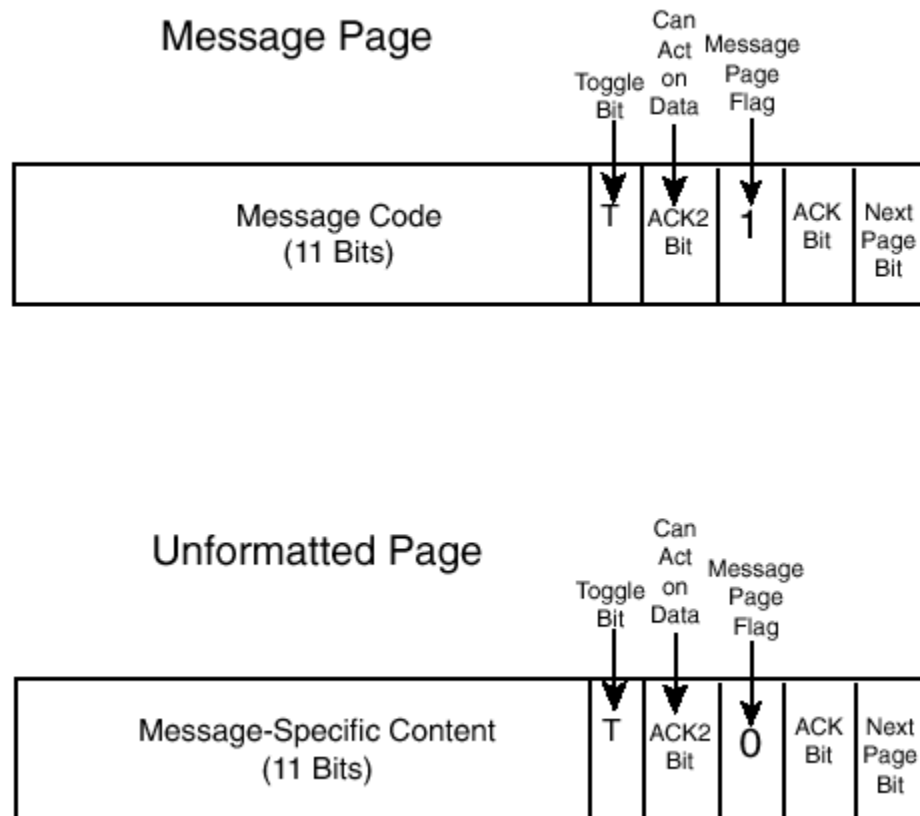 Message Page
Can
Act
on
Data
Message
Page
Flag
Toggle
Bit
Message Code
(11 Bits)
T
ACK2
Bit
1
ACK
Bit
Next
Page
Bit
Unformatted Page
Can
Act
on
Data
Message
Page
Flag
Toggle
Bit
Message-Specific Content
(11 Bits)
T
ACK2
Bit
0
ACK
Bit
Next
Page
Bit